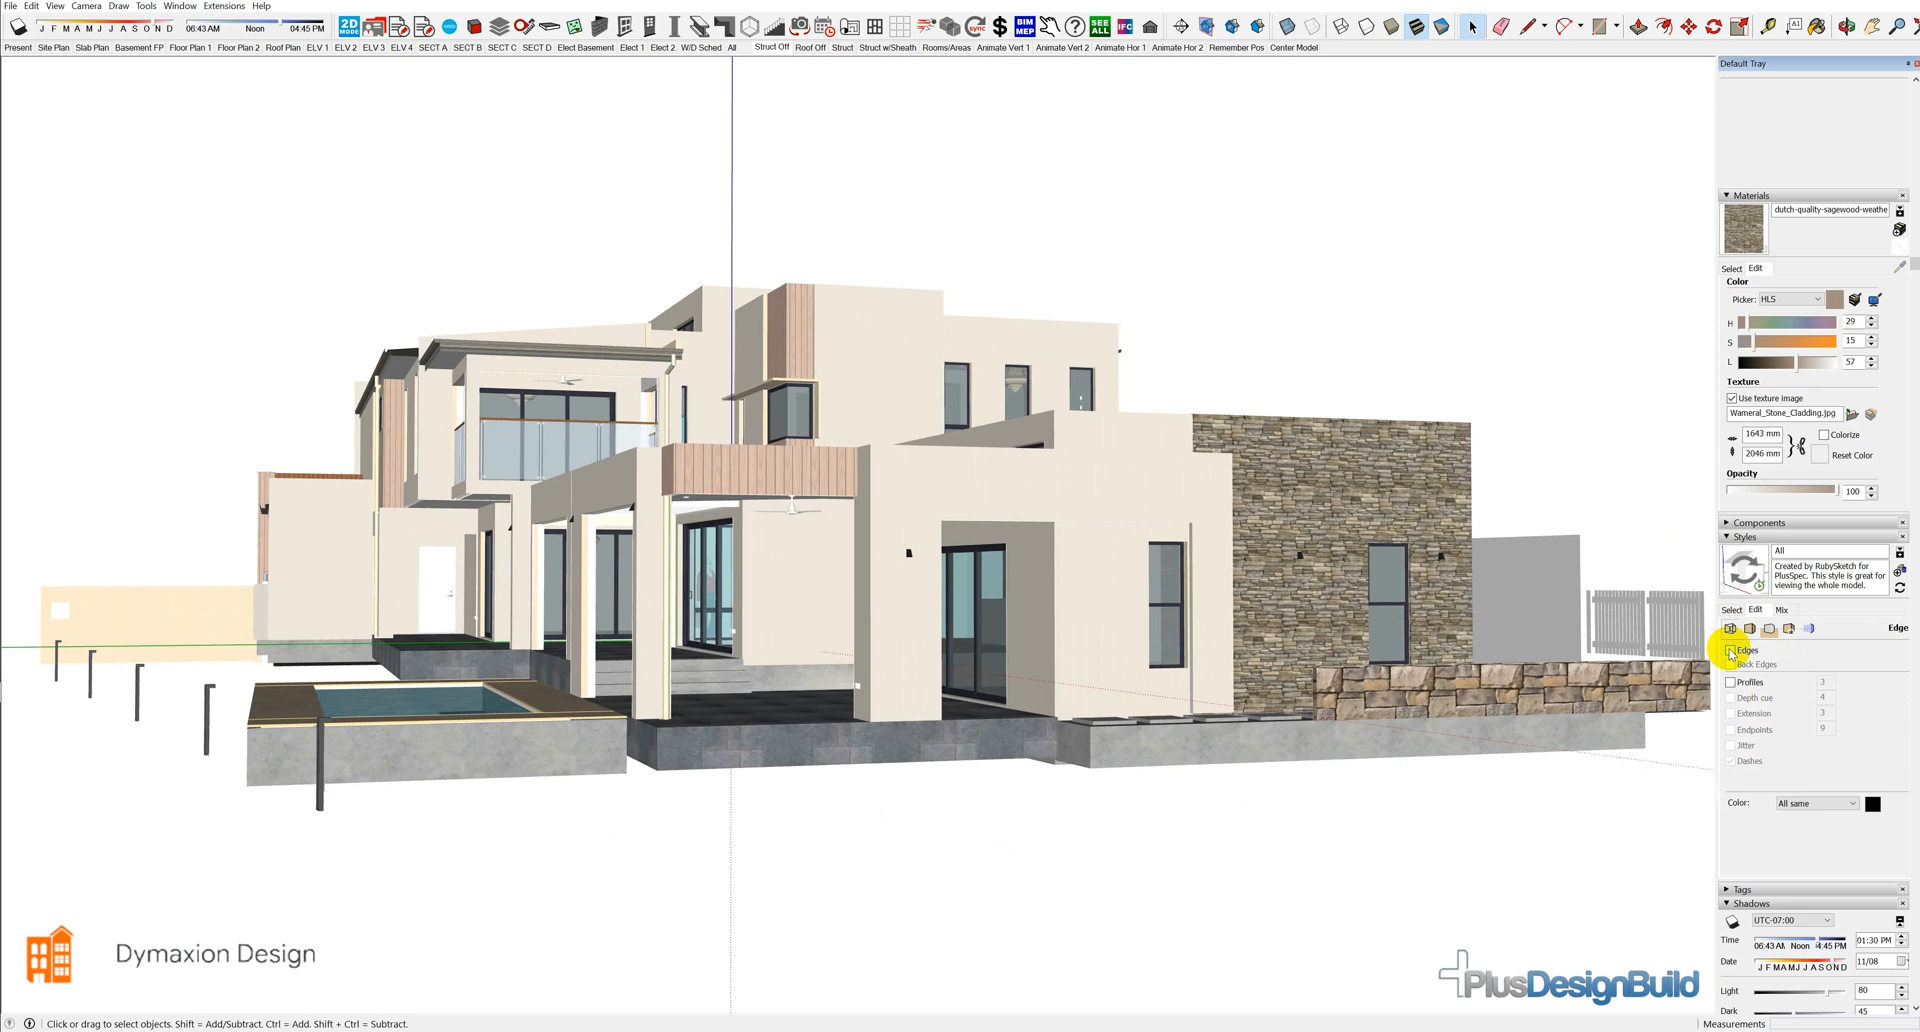 File Edit View Camera Draw Tools Window Extensions Help
J F M A M J J A S O N D 06:43 AM Noon 04:45 PM 2D MODE sync $ BIM MEP ? SEE ALL IFC A1
Present Site Plan Slab Plan Basement FP Floor Plan 1 Floor Plan 2 Roof Plan ELV 1 ELV 2 ELV 3 ELV 4 SECT A SECT B SECT C SECT D Elect Basement Elect 1 Elect 2 W/D Sched All Struct Off Roof Off Struct Struct w/Sheath Rooms/Areas Animate Vert 1 Animate Vert 2 Animate Hor 1 Animate Hor 2 Remember Pos Center Model
Default Tray
Materials
dutch-quality-sagewood-weathe
Select Edit
Color
Picker: HLS
H 29
S 15
L 57
Texture
Use texture image
Wameral_Stone_Cladding.jpg
1643 mm Colorize
2046 mm Reset Color
Opacity
100
Components
Styles
All
Created by RubySketch for
PlusSpec. This style is great for
viewing the whole model.
Select Edit Mix
Edge
Edges
Back Edges
Profiles 3
Depth cue 4
Extension 3
Endpoints 9
Jitter
Dashes
Color: All same
Tags
Shadows
UTC-07:00
Time 01:30 PM
06:43 AM Noon 4:45 PM
Date 11/08
J F M A M J J A S O N D
Light 80
Dark 45
Dymaxion Design
PlusDesignBuild
Click or drag to select objects. Shift = Add/Subtract. Ctrl = Add. Shift + Ctrl = Subtract.
Measurements